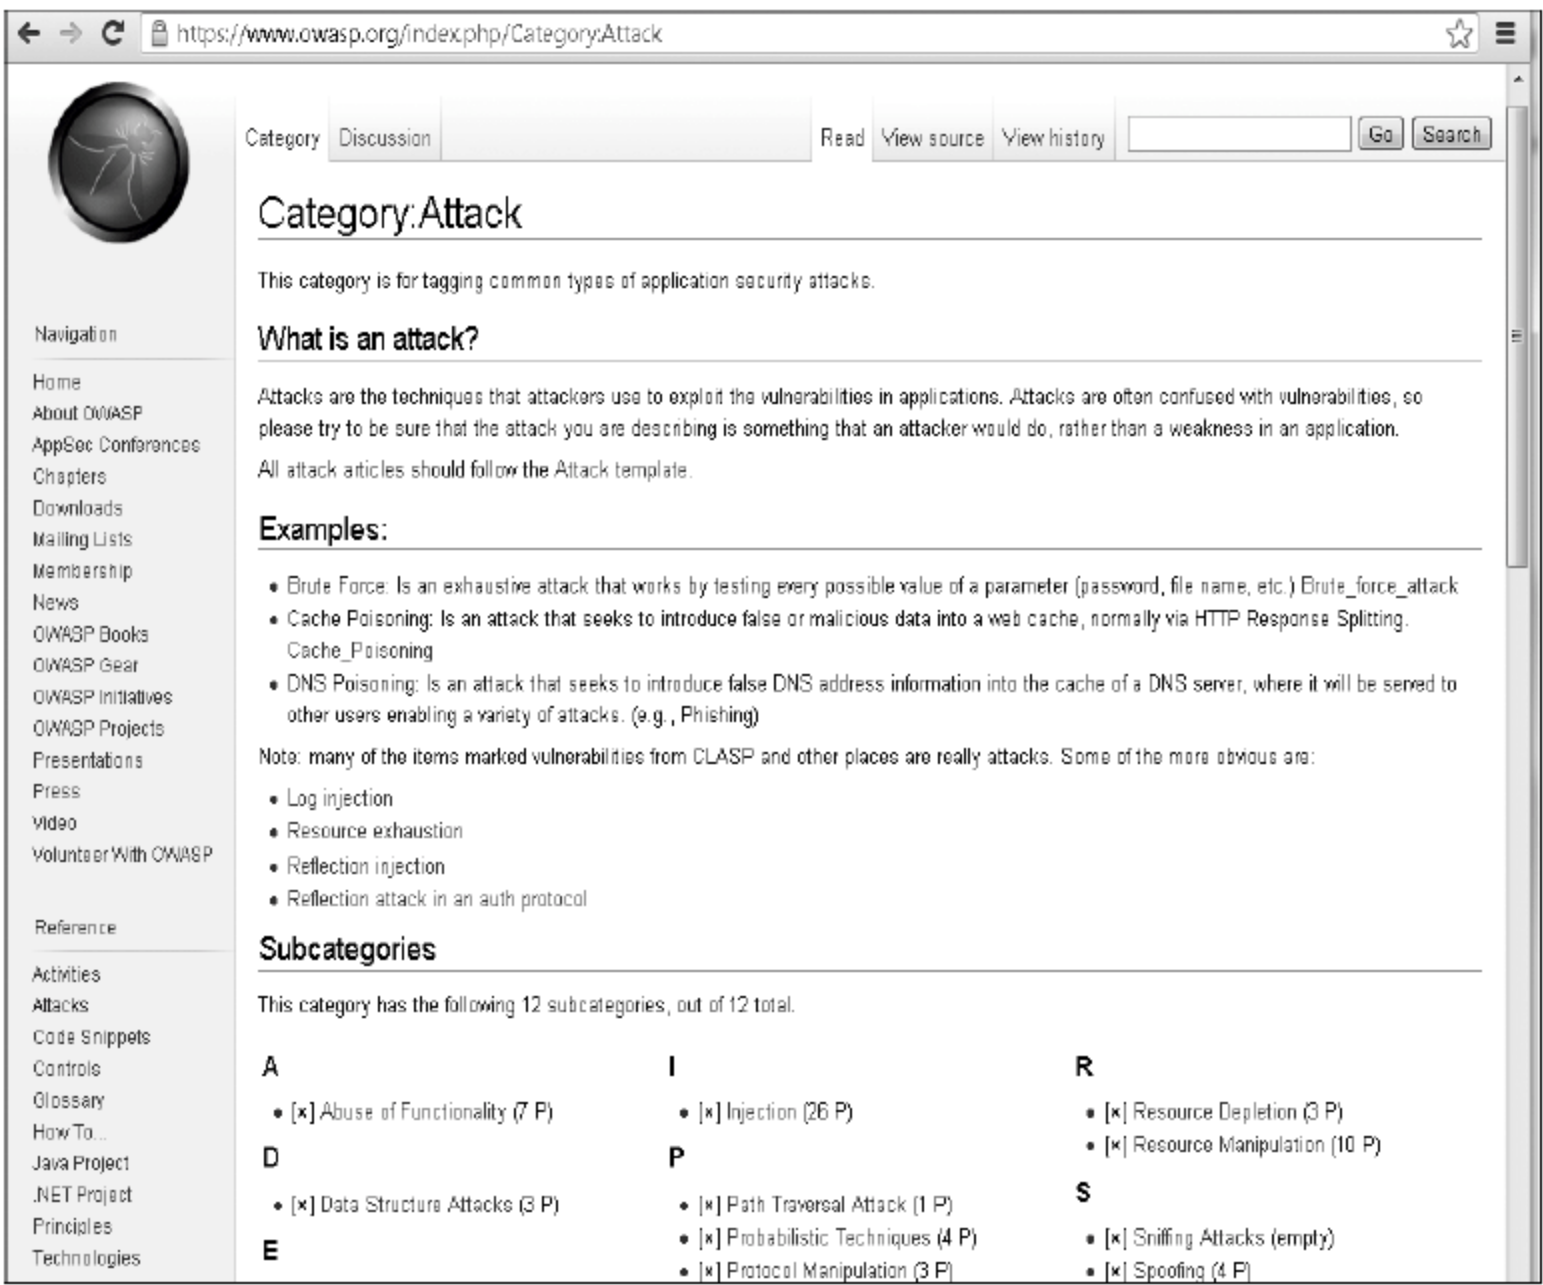 https://www.owasp.org/index.php/Category:Attack
Category
Discussion
Read
View source
View history
Go
Search
Category:Attack
This category is for tagging common types of application security attacks.
What is an attack?
Attacks are the techniques that attackers use to exploit the vulnerabilities in applications. Attacks are often confused with vulnerabilities, so
please try to be sure that the attack you are describing is something that an attacker would do, rather than a weakness in an application.
All attack articles should follow the Attack template.
Examples:
• Brute Force: Is an exhaustive attack that works by testing every possible value of a parameter (password, file name, etc.) Brute_force_attack
• Cache Poisoning: Is an attack that seeks to introduce false or malicious data into a web cache, normally via HTTP Response Splitting.
Cache_Poisoning
• DNS Poisoning: Is an attack that seeks to introduce false DNS address information into the cache of a DNS server, where it will be served to
other users enabling a variety of attacks. (e.g., Phishing)
Note: many of the items marked vulnerabilities from CLASP and other places are really attacks. Some of the more obvious are:
• Log injection
• Resource exhaustion
• Reflection injection
• Reflection attack in an auth protocol
Subcategories
This category has the following 12 subcategories, out of 12 total.
A
• [×] Abuse of Functionality (7 P)
D
• [×] Data Structure Attacks (3 P)
E
I
• [×] Injection (26 P)
P
• [×] Path Traversal Attack (1 P)
• [×] Probabilistic Techniques (4 P)
• [×] Protocol Manipulation (3 P)
R
• [×] Resource Depletion (3 P)
• [×] Resource Manipulation (10 P)
S
• [×] Sniffing Attacks (empty)
• [×] Spoofing (4 P)
Navigation
Home
About OWASP
AppSec Conferences
Chapters
Downloads
Mailing Lists
Membership
News
OWASP Books
OWASP Gear
OWASP Initiatives
OWASP Projects
Presentations
Press
Video
Volunteer With OWASP
Reference
Activities
Attacks
Code Snippets
Controls
Glossary
How To...
Java Project
.NET Project
Principles
Technologies